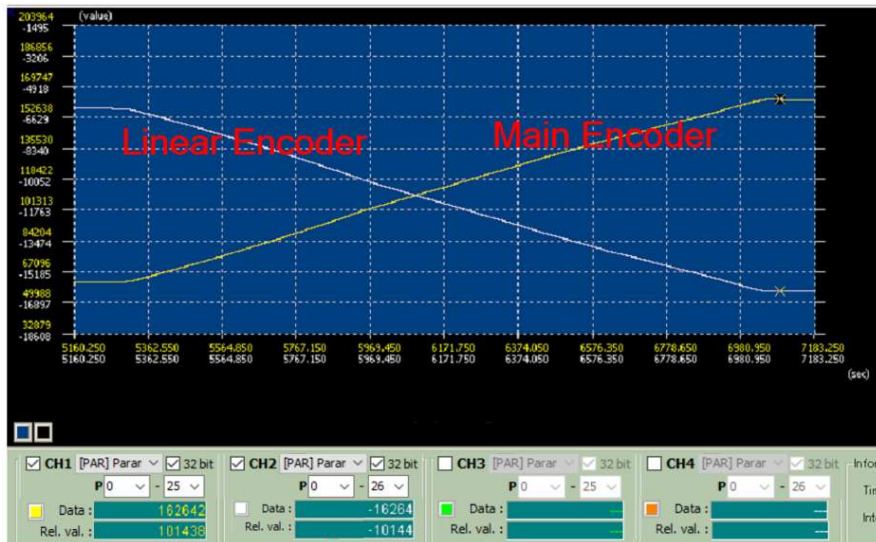 203964 (value)
-1495
186856
-3206
169747
-4918
152638
-6629
135530
-8340
118422
-10052
101313
-11763
84204
-13474
67096
-15185
49988
-16897
32879
-18608
Linear Encoder Main Encoder
5160.250 5362.550 5564.850 5767.150 5969.450 6171.750 6374.050 6576.350 6778.650 6980.950 7183.250
5160.250 5362.550 5564.850 5767.150 5969.450 6171.750 6374.050 6576.350 6778.650 6980.950 7183.250
(sec)
CH1 [PAR] Parar 32 bit CH2 [PAR] Parar 32 bit CH3 [PAR] Parar 32 bit CH4 [PAR] Parar 32 bit
P 0 - 25 P 0 - 26 P 0 - 25 P 0 - 26
Data : 162642 Data : -16264 Data : --- Data : ---
Rel. val. : 101438 Rel. val. : -10144 Rel. val. : --- Rel. val. : ---